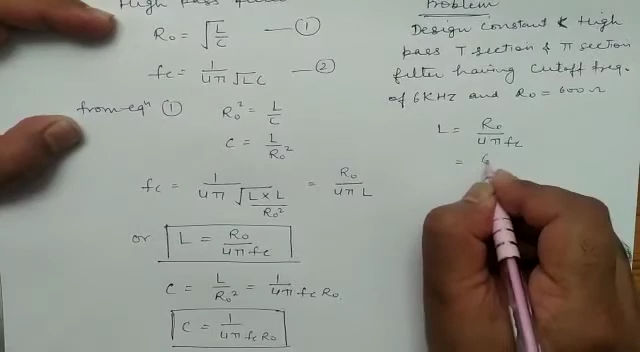 High Pass
R₀ = √(L/C) — ①
fc = 1/(4π√LC) — ②
from eqⁿ ① R₀² = L/C
C = L/R₀²
fc = 1/(4π√(L×L/R₀²)) = R₀/(4πL)
or L = R₀/(4πfc)
C = L/R₀² = 1/(4πfcR₀)
C = 1/(4πfcR₀)
Problem
Design Constant K High
pass T section & π section
filter having Cutoff freq.
of 6KHz and R₀ = 600Ω
L = R₀/(4πfc)
= 6